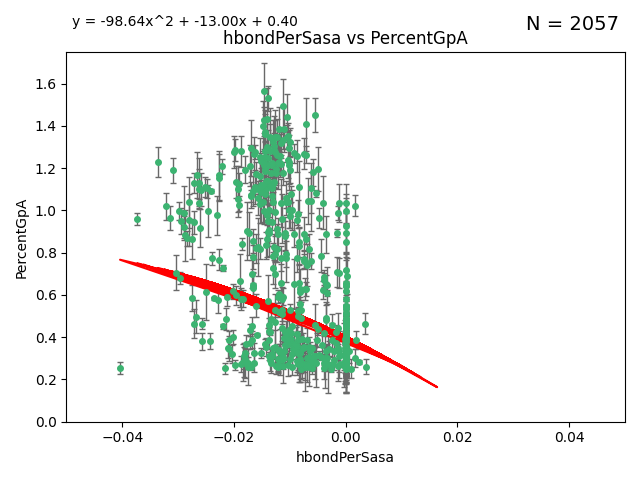 y = -98.64x^2 + -13.00x + 0.40
N = 2057
hbondPerSasa vs PercentGpA
1.6
1.4
1.2
1.0
0.8
0.6
0.4
0.2
0.0
PercentGpA
−0.04 −0.02 0.00 0.02 0.04
hbondPerSasa